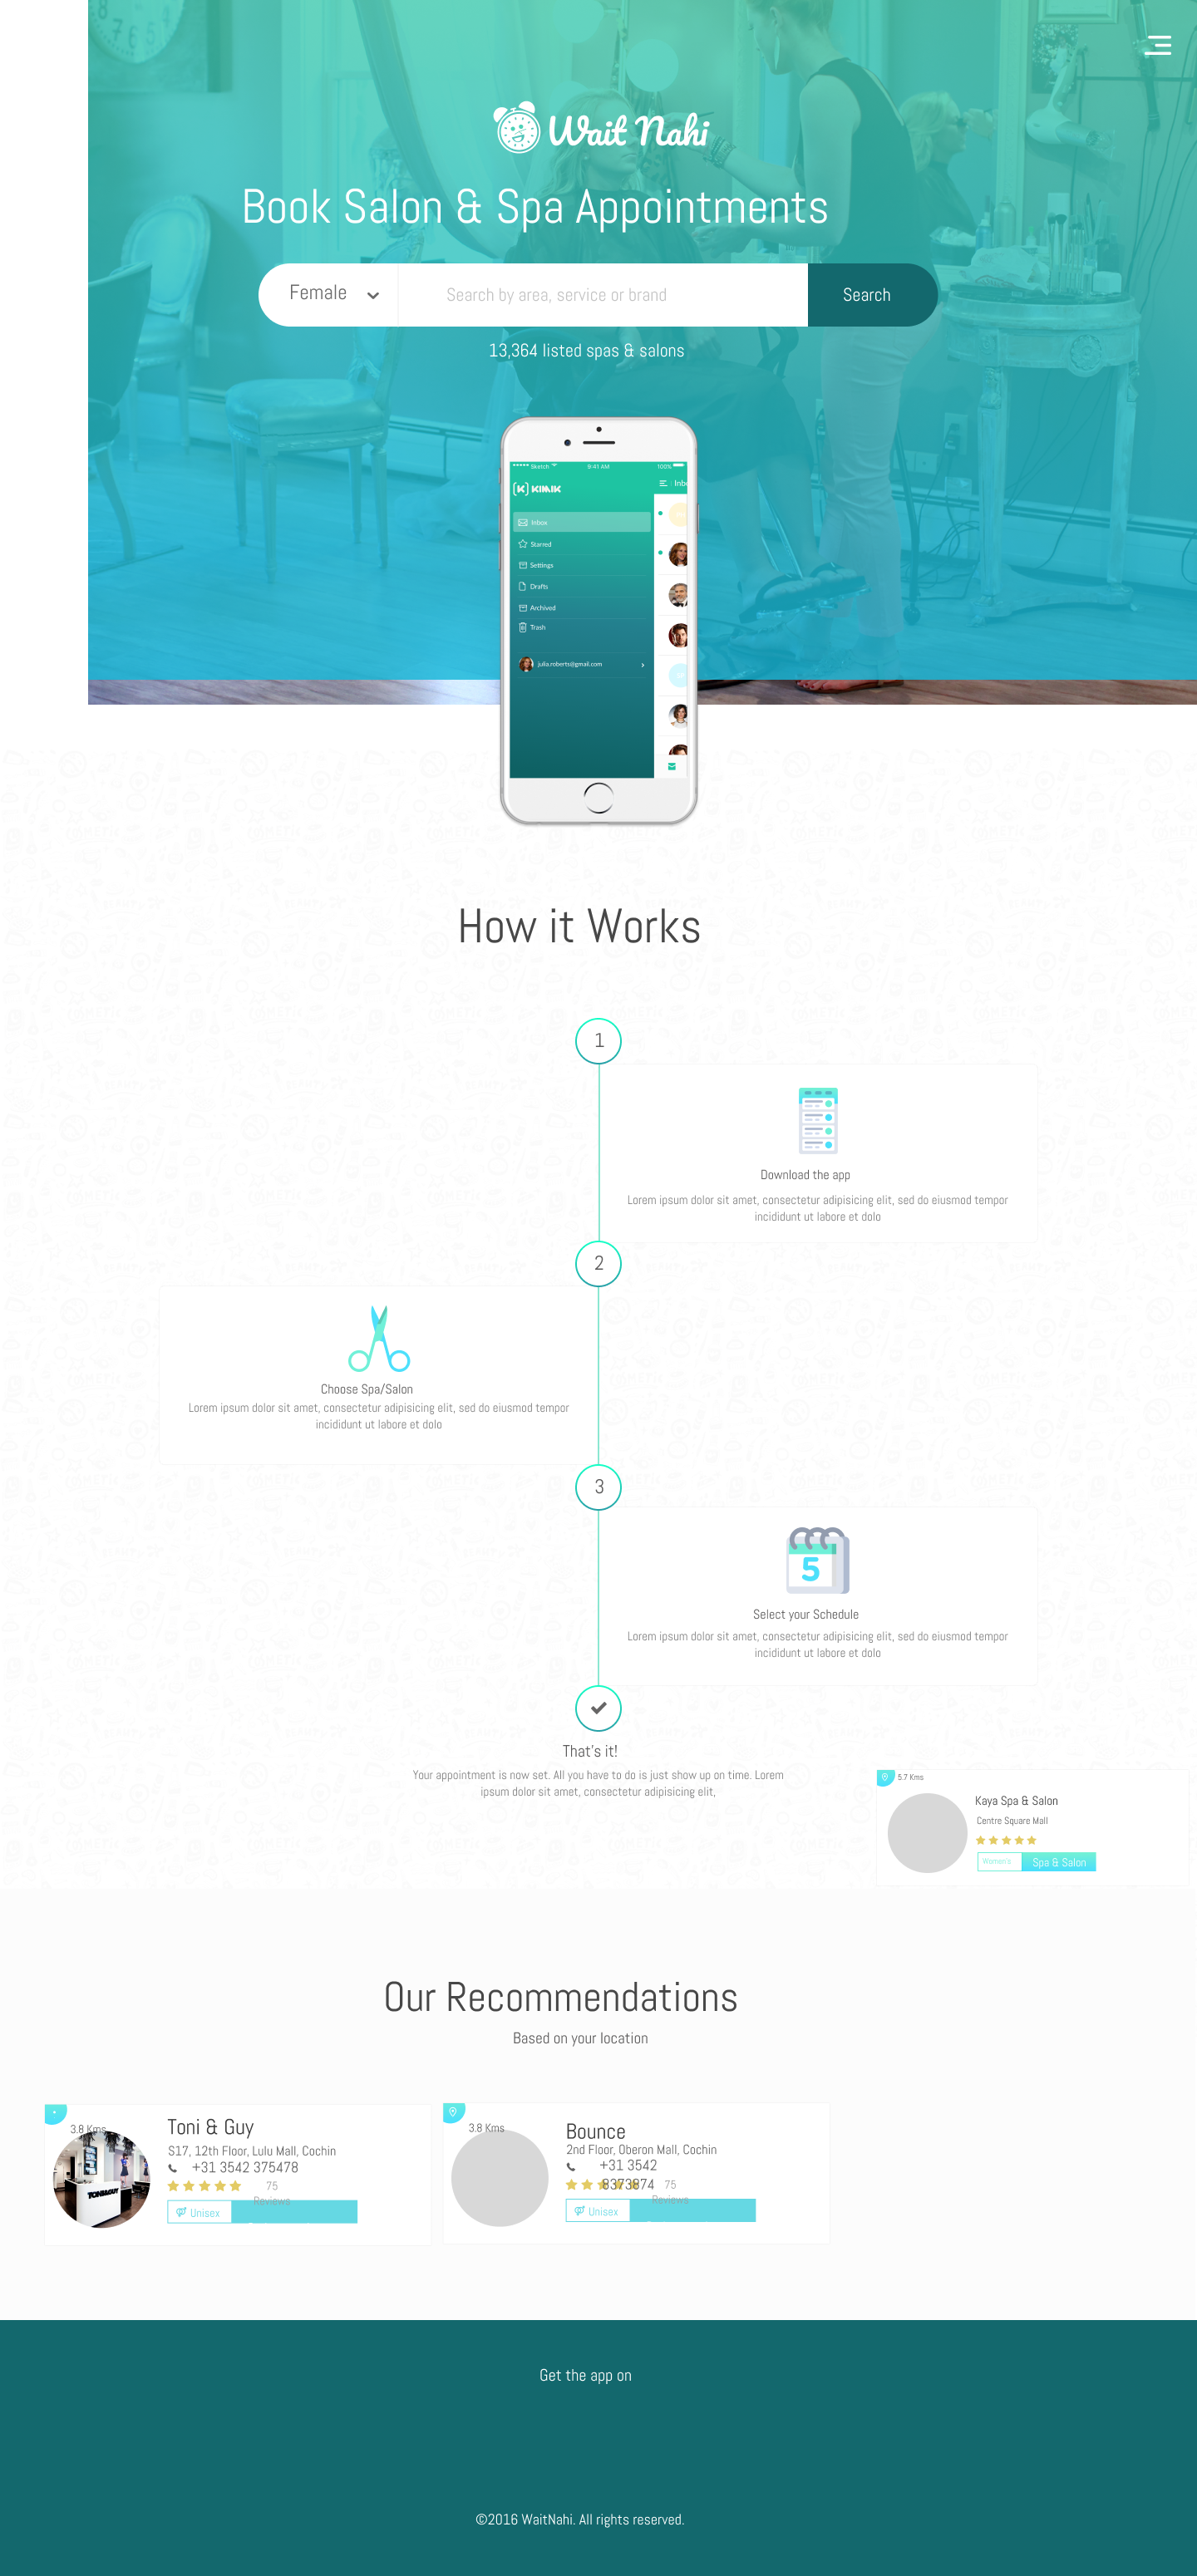 Wait Nahi
Book Salon & Spa Appointments
Female
Search by area, service or brand
Search
13,364 listed spas & salons
Sketch
9:41 AM
100%
KIMIK
Inbo
Inbox
Starred
Settings
Drafts
Archived
Trash
julia.roberts@gmail.com
How it Works
1
Download the app
Lorem ipsum dolor sit amet, consectetur adipisicing elit, sed do eiusmod tempor
incididunt ut labore et dolo
2
Choose Spa/Salon
Lorem ipsum dolor sit amet, consectetur adipisicing elit, sed do eiusmod tempor
incididunt ut labore et dolo
3
5
Select your Schedule
Lorem ipsum dolor sit amet, consectetur adipisicing elit, sed do eiusmod tempor
incididunt ut labore et dolo
That's it!
Your appointment is now set. All you have to do is just show up on time. Lorem
ipsum dolor sit amet, consectetur adipisicing elit,
5.7 Kms
Kaya Spa & Salon
Centre Square Mall
Women's
Spa & Salon
Our Recommendations
Based on your location
3.8 Kms
Toni & Guy
S17, 12th Floor, Lulu Mall, Cochin
+31 3542 375478
75
Reviews
Unisex
TONI&GUY
3.8 Kms
Bounce
2nd Floor, Oberon Mall, Cochin
+31 3542
8373874
75
Reviews
Unisex
Get the app on
©2016 WaitNahi. All rights reserved.